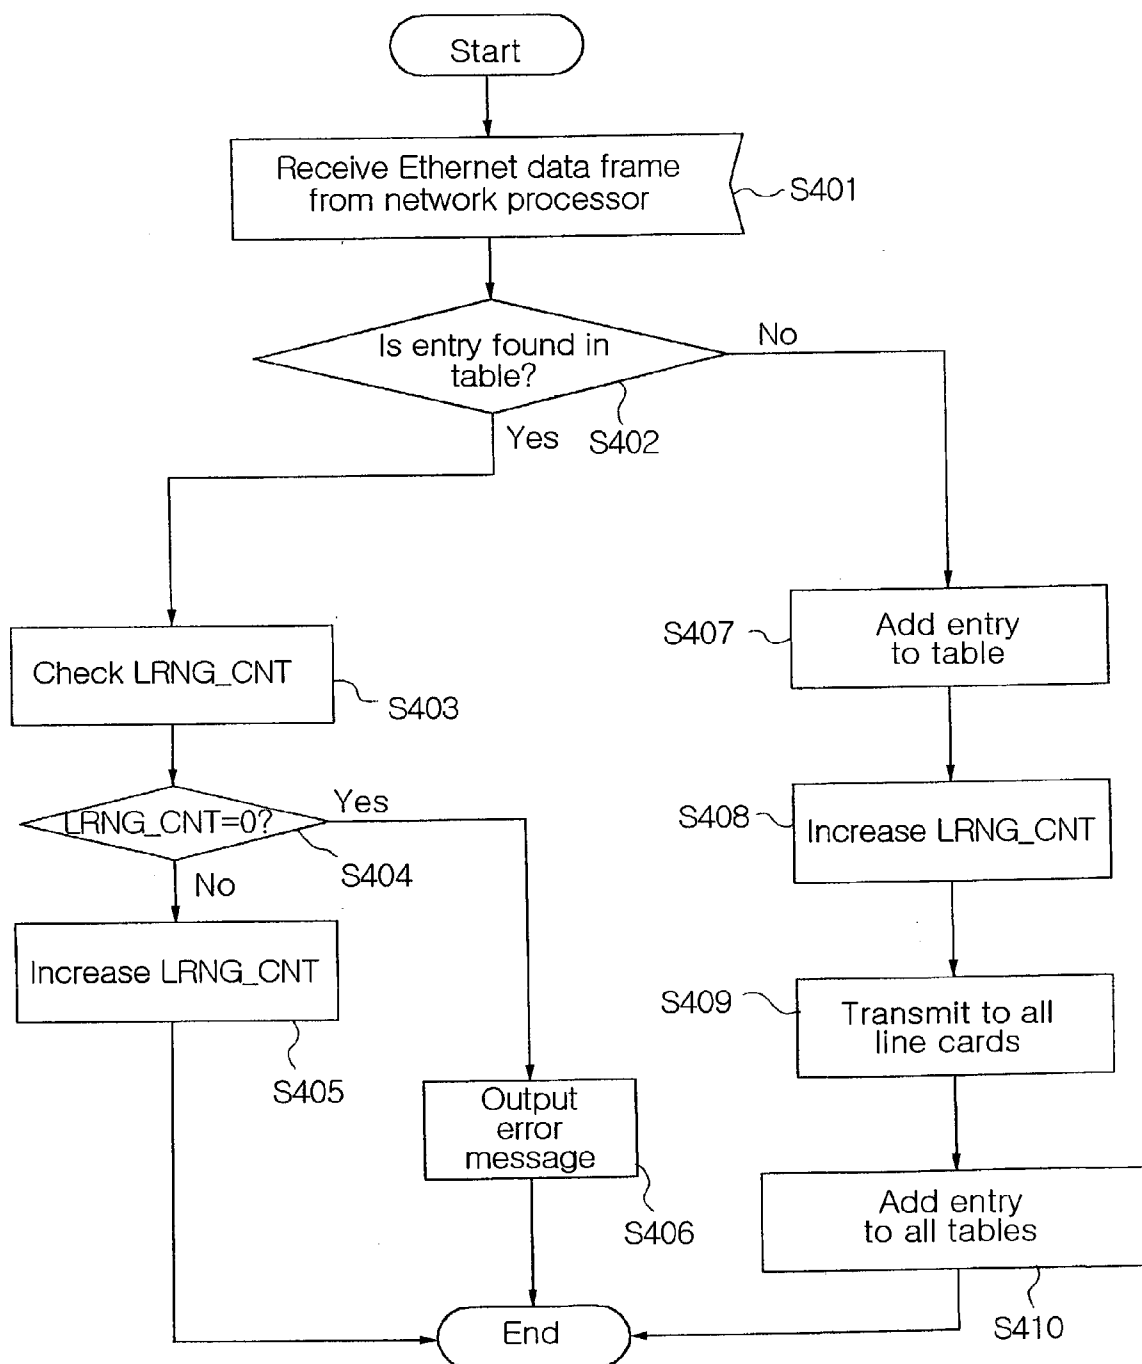 Start
Receive Ethernet data frame
from network processor
S401
Is entry found in
table?
No
Yes
S402
Check LRNG_CNT
S403
LRNG_CNT=0?
Yes
S404
No
Increase LRNG_CNT
S405
Output
error
message
S406
S407
Add entry
to table
S408
Increase LRNG_CNT
S409
Transmit to all
line cards
Add entry
to all tables
S410
End